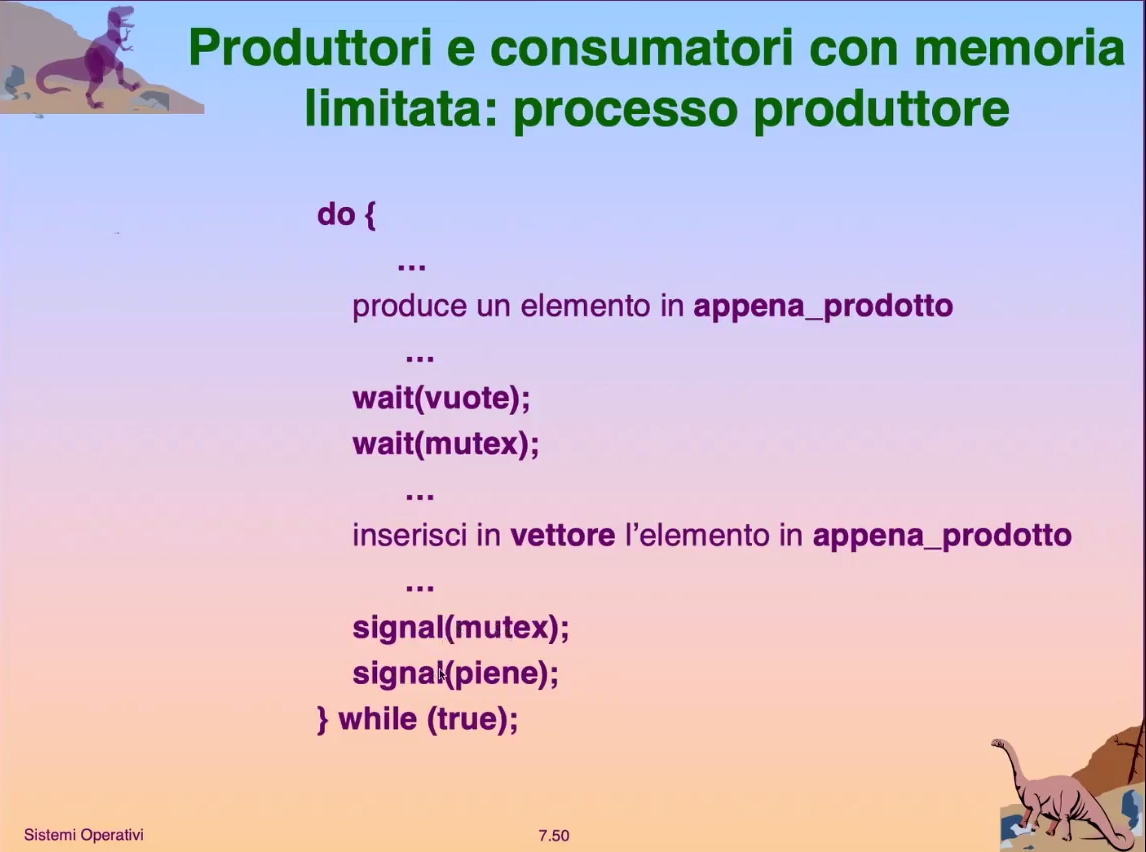 Produttori e consumatori con memoria
limitata: processo produttore
do {
...
produce un elemento in appena_prodotto
...
wait(vuote);
wait(mutex);
...
inserisci in vettore l’elemento in appena_prodotto
...
signal(mutex);
signal(piene);
} while (true);
Sistemi Operativi
7.50